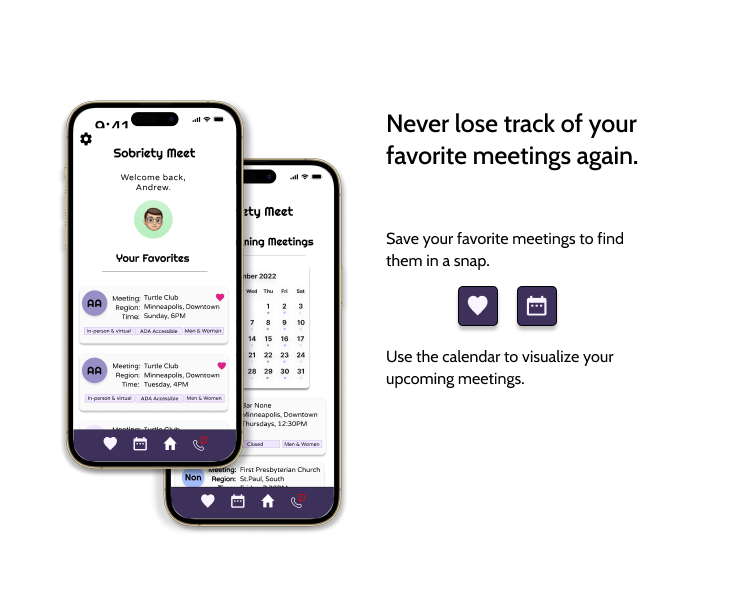 9:41
Sobriety Meet
Welcome back,
Andrew.
Your Favorites
AA
Meeting: Turtle Club
Region: Minneapolis, Downtown
Time: Sunday, 6PM
In-person & virtual ADA Accessible Men & Women
AA
Meeting: Turtle Club
Region: Minneapolis, Downtown
Time: Tuesday, 4PM
In-person & virtual ADA Accessible Men & Women
ety Meet
ning Meetings
mber 2022
Wed Thu Fri Sat
1 2 3
7 8 9 10
14 15 16 17
21 22 23 24
28 29 30 31
Bar None
Minneapolis, Downtown
Thursdays, 12:30PM
Closed Men & Women
Non
Meeting: First Presbyterian Church
Region: St.Paul, South
Never lose track of your
favorite meetings again.
Save your favorite meetings to find
them in a snap.
Use the calendar to visualize your
upcoming meetings.